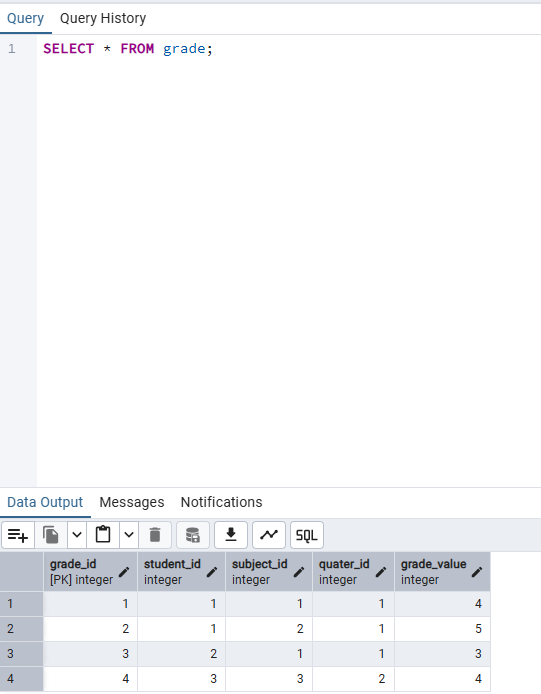 Query Query History
1 SELECT * FROM grade;
Data Output Messages Notifications
SQL
grade_id student_id subject_id quater_id grade_value
[PK] integer integer integer integer integer
1 1 1 1 1 4
2 2 1 2 1 5
3 3 2 1 1 3
4 4 3 3 2 4